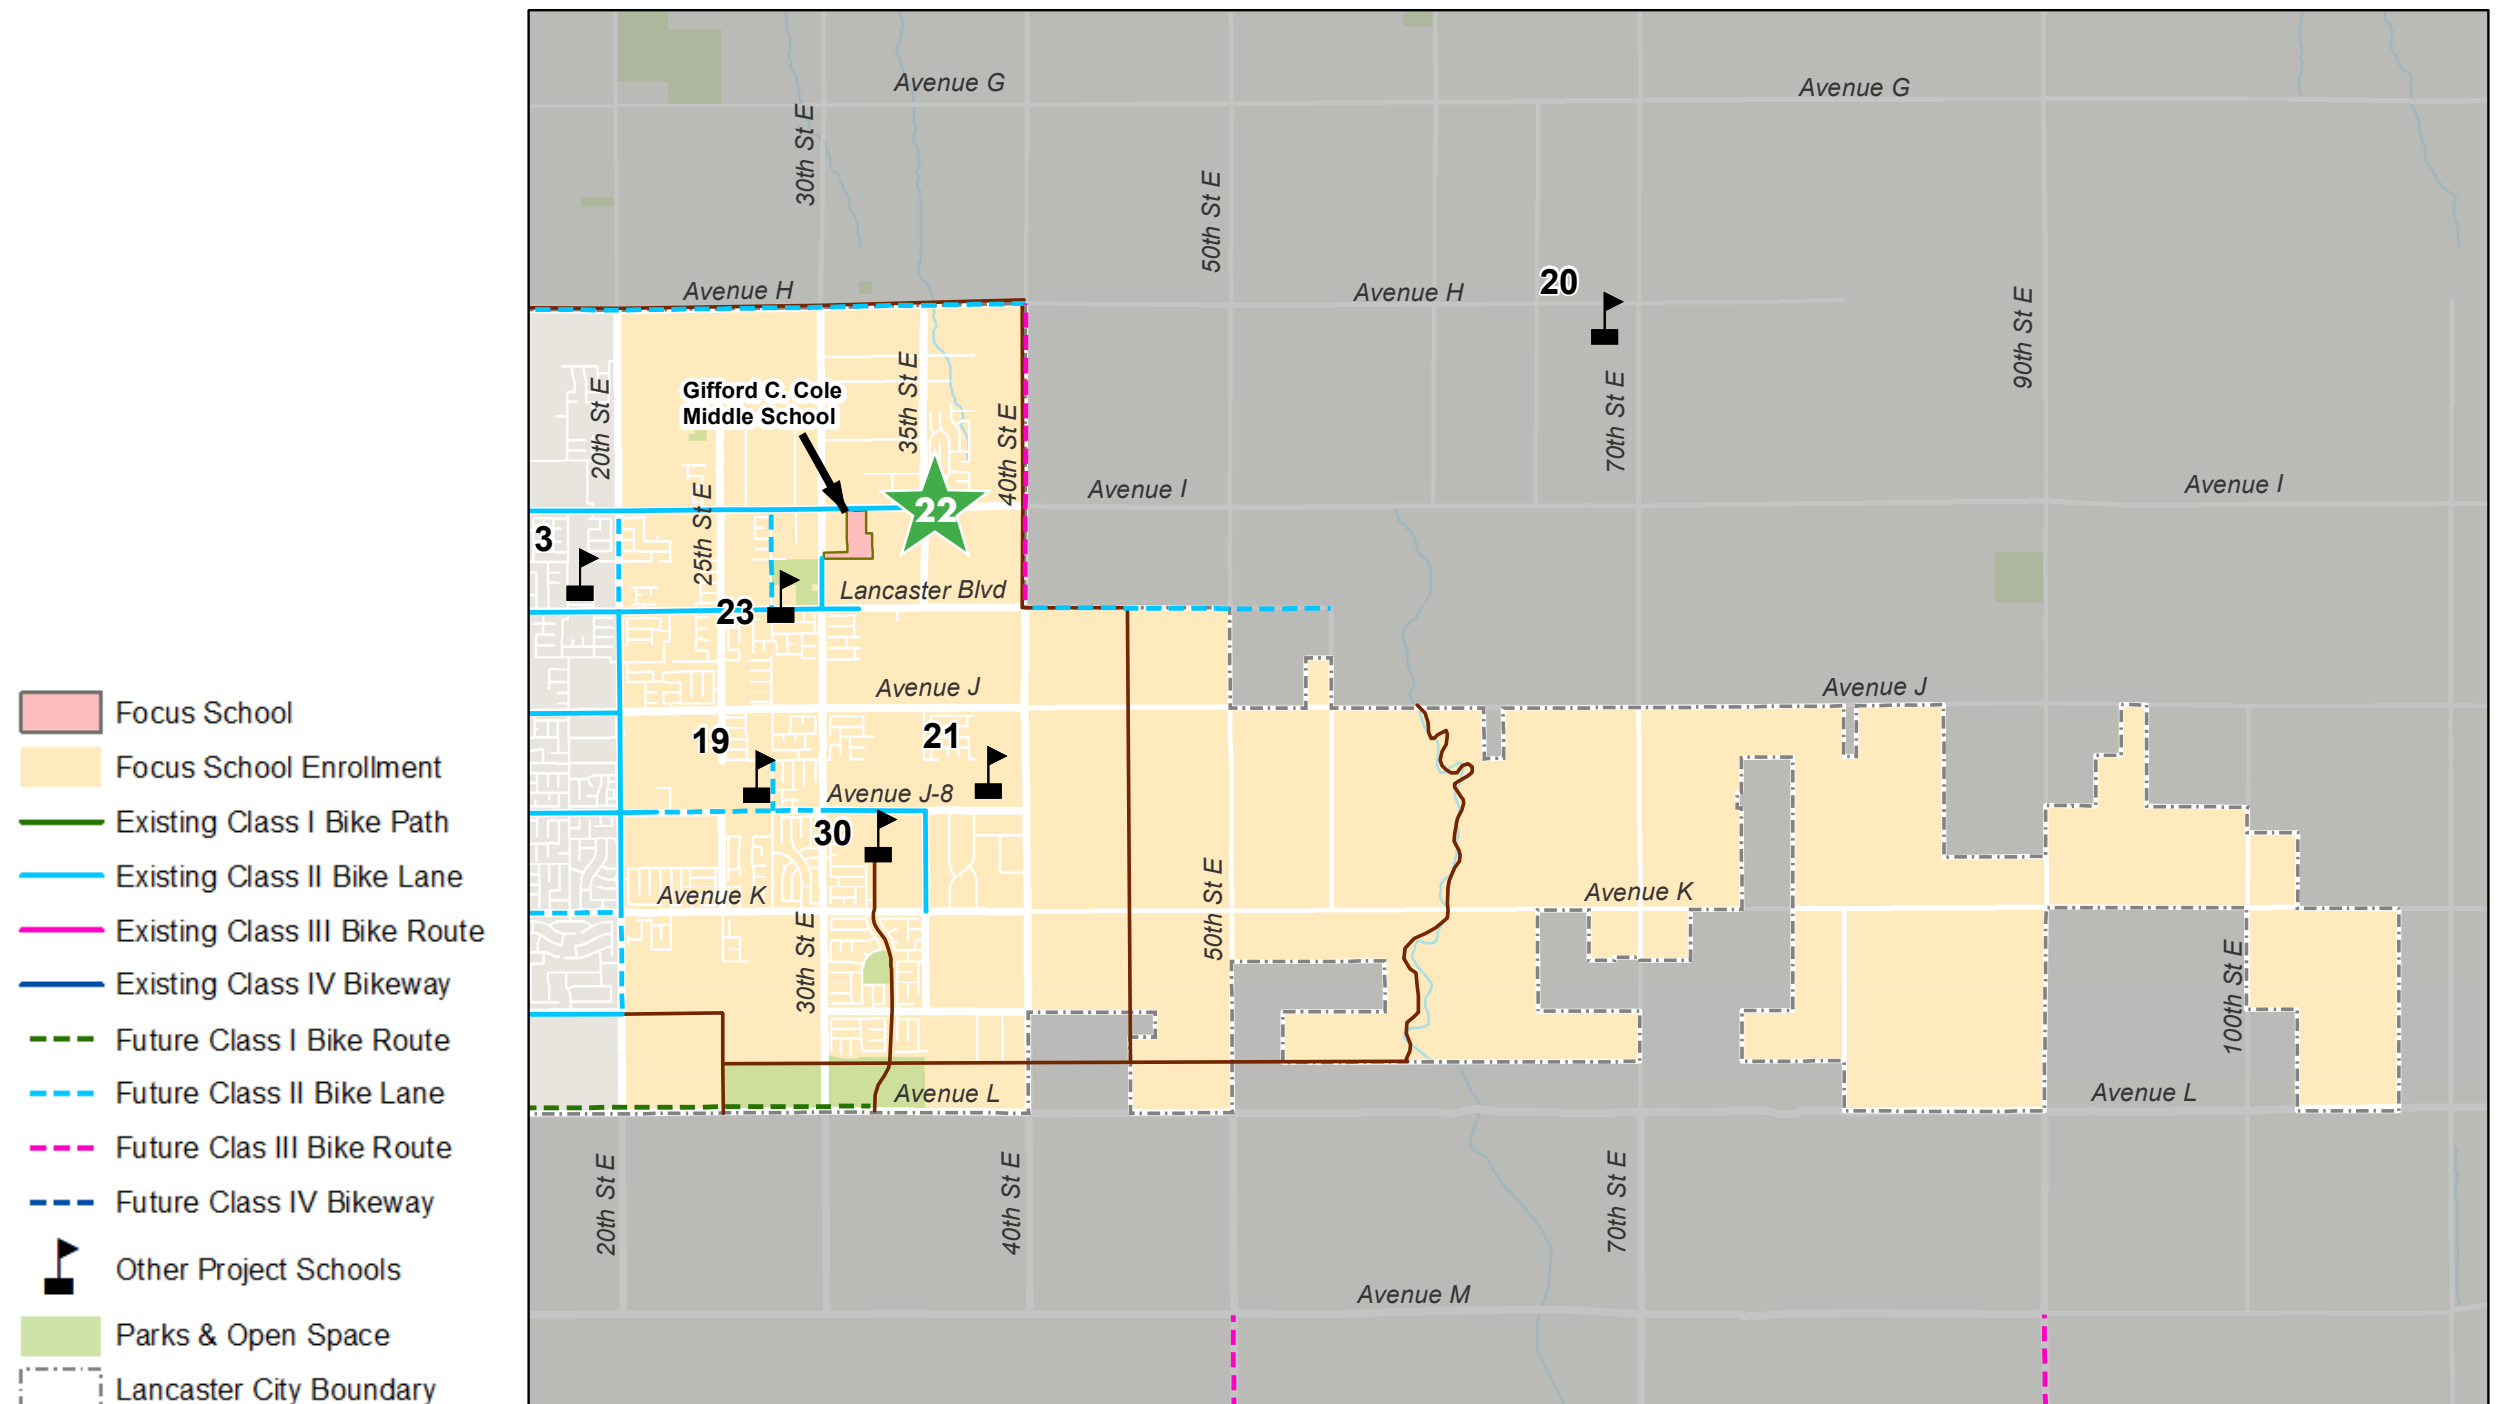 Focus School
Focus School Enrollment
Existing Class I Bike Path
Existing Class II Bike Lane
Existing Class III Bike Route
Existing Class IV Bikeway
Future Class I Bike Route
Future Class II Bike Lane
Future Clas III Bike Route
Future Class IV Bikeway
Other Project Schools
Parks & Open Space
Lancaster City Boundary
Avenue G
Avenue G
30th St E
50th St E
Avenue H
Avenue H
20
90th St E
70th St E
20th St E
Gifford C. Cole
Middle School
35th St E
40th St E
Avenue I
Avenue I
25th St E
22
3
23
Lancaster Blvd
Avenue J
Avenue J
19
21
Avenue J-8
30
Avenue K
Avenue K
30th St E
50th St E
100th St E
Avenue L
Avenue L
20th St E
40th St E
70th St E
Avenue M